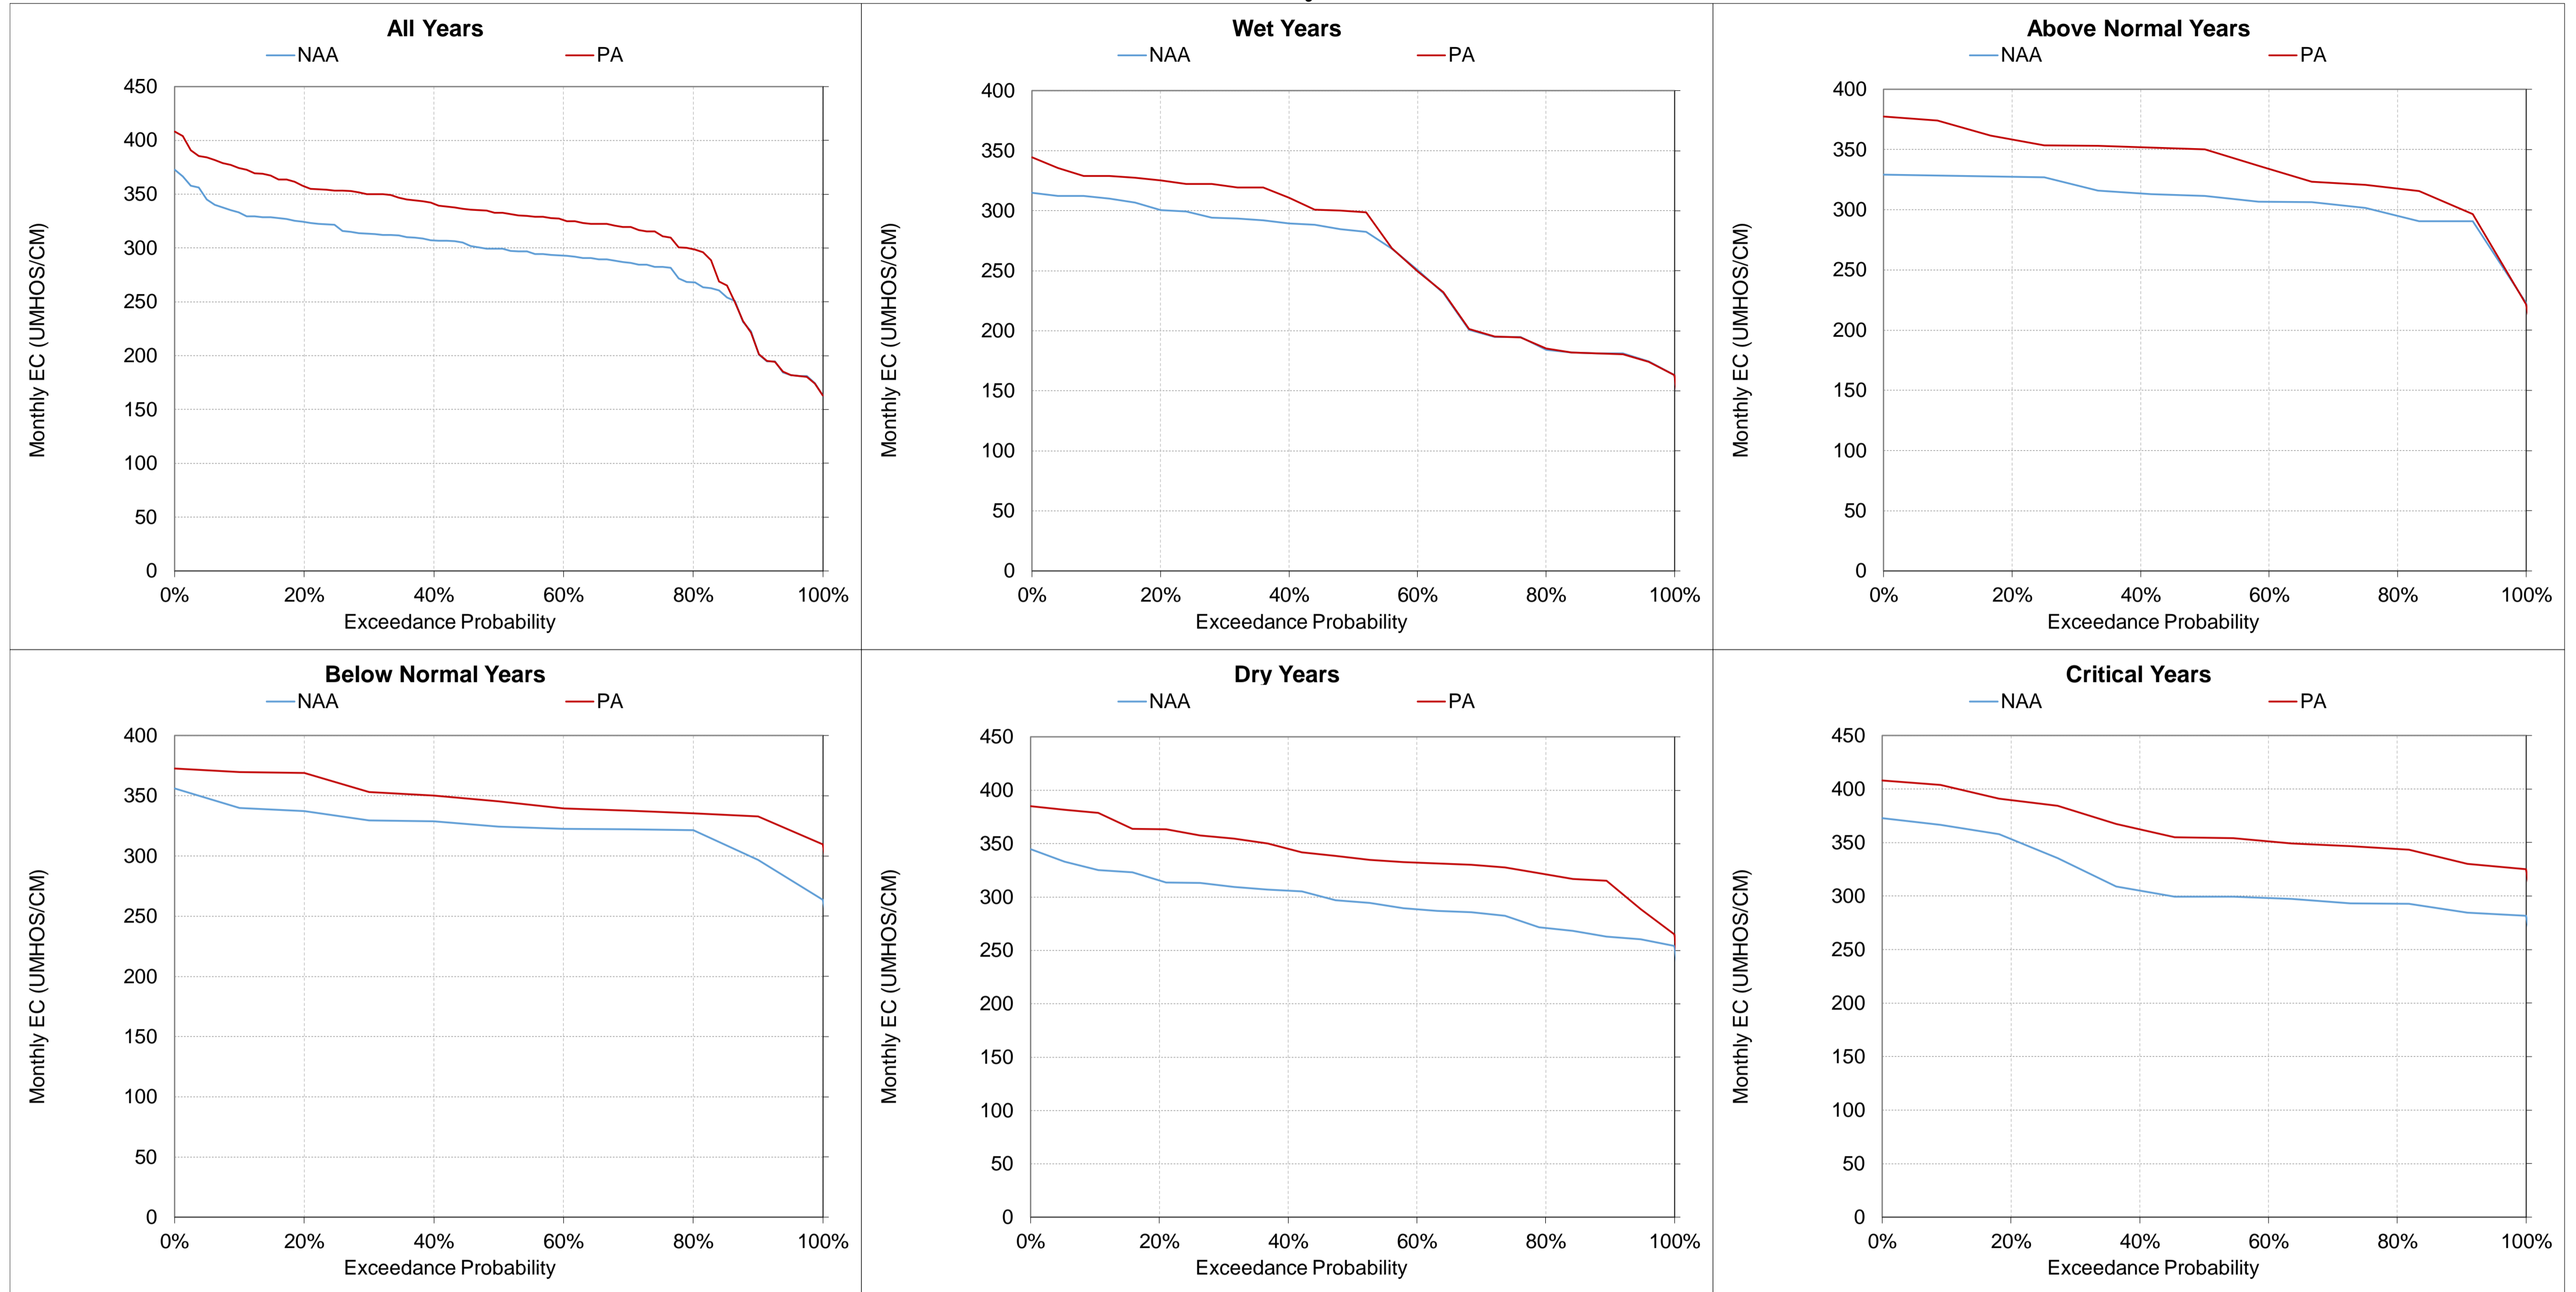 All Years
NAA PA
450
400
350
300
250
200
150
100
50
0
Monthly EC (UMHOS/CM)
0% 20% 40% 60% 80% 100%
Exceedance Probability
Wet Years
NAA PA
400
350
300
250
200
150
100
50
0
Monthly EC (UMHOS/CM)
0% 20% 40% 60% 80% 100%
Exceedance Probability
Above Normal Years
NAA PA
400
350
300
250
200
150
100
50
0
Monthly EC (UMHOS/CM)
0% 20% 40% 60% 80% 100%
Exceedance Probability
Below Normal Years
NAA PA
400
350
300
250
200
150
100
50
0
Monthly EC (UMHOS/CM)
0% 20% 40% 60% 80% 100%
Exceedance Probability
Dry Years
NAA PA
450
400
350
300
250
200
150
100
50
0
Monthly EC (UMHOS/CM)
0% 20% 40% 60% 80% 100%
Exceedance Probability
Critical Years
NAA PA
450
400
350
300
250
200
150
100
50
0
Monthly EC (UMHOS/CM)
0% 20% 40% 60% 80% 100%
Exceedance Probability